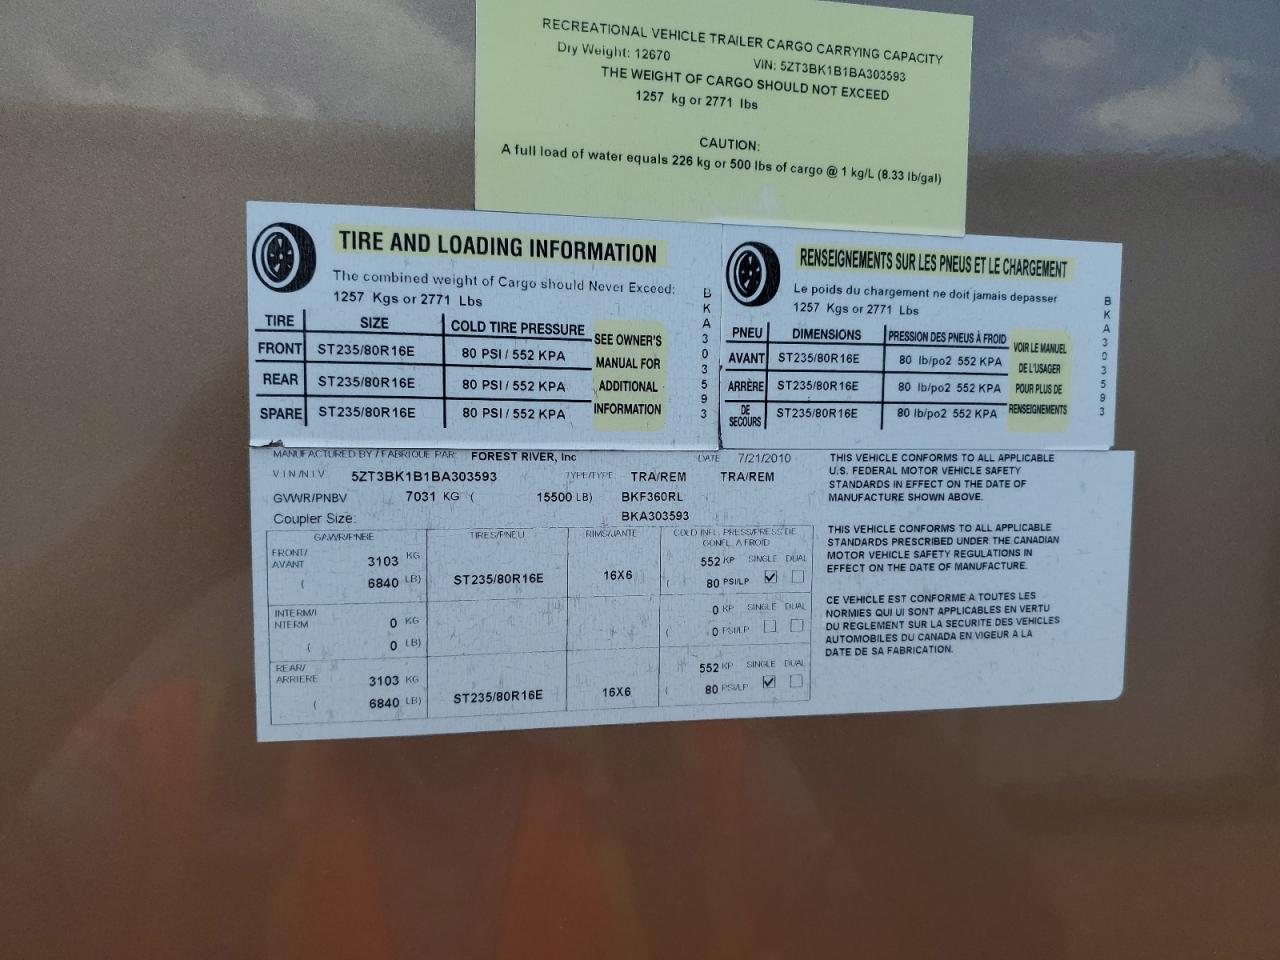 RECREATIONAL VEHICLE TRAILER CARGO CARRYING CAPACITY
Dry Weight: 12670 VIN: 5ZT3BK1B1BA303593
THE WEIGHT OF CARGO SHOULD NOT EXCEED
1257 kg or 2771 lbs
CAUTION:
A full load of water equals 226 kg or 500 lbs of cargo @ 1 kg/L (8.33 lb/gal)
TIRE AND LOADING INFORMATION
The combined weight of Cargo should Never Exceed:
1257 Kgs or 2771 Lbs
TIRE SIZE COLD TIRE PRESSURE
FRONT ST235/80R16E 80 PSI / 552 KPA
REAR ST235/80R16E 80 PSI / 552 KPA
SPARE ST235/80R16E 80 PSI / 552 KPA
SEE OWNER'S
MANUAL FOR
ADDITIONAL
INFORMATION
BKA303593
RENSEIGNEMENTS SUR LES PNEUS ET LE CHARGEMENT
Le poids du chargement ne doit jamais depasser
1257 Kgs or 2771 Lbs
PNEU DIMENSIONS PRESSION DES PNEUS À FROID
AVANT ST235/80R16E 80 lb/po2 552 KPA
ARRIÈRE ST235/80R16E 80 lb/po2 552 KPA
DE SECOURS ST235/80R16E 80 lb/po2 552 KPA
VOIR LE MANUEL
DE L'USAGER
POUR PLUS DE
RENSEIGNEMENTS
BKA303593
MANUFACTURED BY / FABRIQUE PAR: FOREST RIVER, Inc DATE 7/21/2010
V.I.N/N.I.V 5ZT3BK1B1BA303593 TYPE/TYPE TRA/REM TRA/REM
GVWR/PNBV 7031 KG ( 15500 LB) BKF360RL
Coupler Size: BKA303593
GAWR/PNBE TIRES/PNEU RIMS/JANTE COLD INFL. PRESS/PRESS DE
GONFL. A FROID
FRONT/
AVANT 3103 KG
( 6840 LB) ST235/80R16E 16X6 552 KP SINGLE DUAL
( 80 PSI/LP
INTERM/I
NTERM 0 KG
( 0 LB) 0 KP SINGLE DUAL
( 0 PSI/LP
REAR/
ARRIERE 3103 KG
( 6840 LB) ST235/80R16E 16X6 552 KP SINGLE DUAL
( 80 PSI/LP
THIS VEHICLE CONFORMS TO ALL APPLICABLE
U.S. FEDERAL MOTOR VEHICLE SAFETY
STANDARDS IN EFFECT ON THE DATE OF
MANUFACTURE SHOWN ABOVE.
THIS VEHICLE CONFORMS TO ALL APPLICABLE
STANDARDS PRESCRIBED UNDER THE CANADIAN
MOTOR VEHICLE SAFETY REGULATIONS IN
EFFECT ON THE DATE OF MANUFACTURE.
CE VEHICLE EST CONFORME A TOUTES LES
NORMIES QUI UI SONT APPLICABLES EN VERTU
DU REGLEMENT SUR LA SECURITE DES VEHICLES
AUTOMOBILES DU CANADA EN VIGEUR A LA
DATE DE SA FABRICATION.